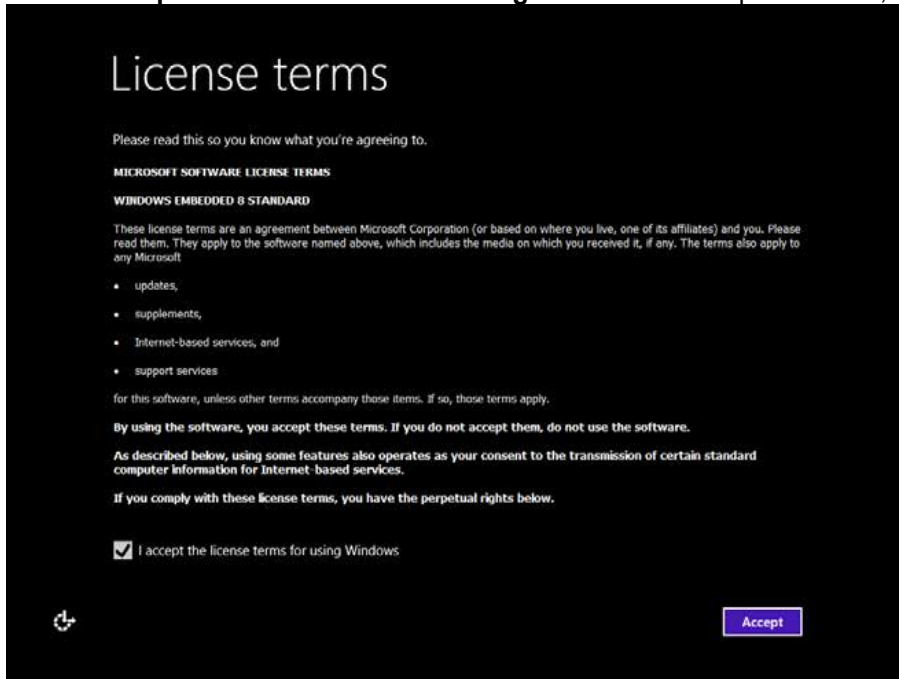 License terms
Please read this so you know what you're agreeing to.
MICROSOFT SOFTWARE LICENSE TERMS
WINDOWS EMBEDDED 8 STANDARD
These license terms are an agreement between Microsoft Corporation (or based on where you live, one of its affiliates) and you. Please
read them. They apply to the software named above, which includes the media on which you received it, if any. The terms also apply to
any Microsoft
• updates,
• supplements,
• Internet-based services, and
• support services
for this software, unless other terms accompany those items. If so, those terms apply.
By using the software, you accept these terms. If you do not accept them, do not use the software.
As described below, using some features also operates as your consent to the transmission of certain standard
computer information for Internet-based services.
If you comply with these license terms, you have the perpetual rights below.
I accept the license terms for using Windows
Accept